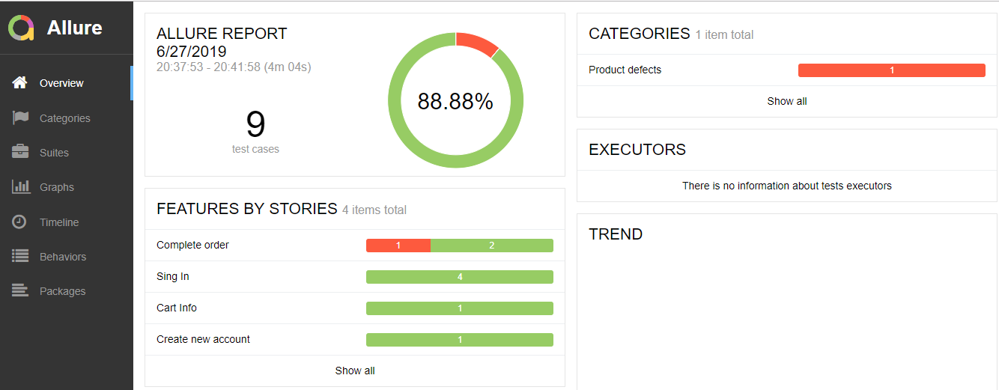 Allure
Overview
Categories
Suites
Graphs
Timeline
Behaviors
Packages
ALLURE REPORT
6/27/2019
20:37:53 - 20:41:58 (4m 04s)
9
test cases
88.88%
FEATURES BY STORIES 4 items total
Complete order 1 2
Sing In 4
Cart Info 1
Create new account 1
Show all
CATEGORIES 1 item total
Product defects 1
Show all
EXECUTORS
There is no information about tests executors
TREND